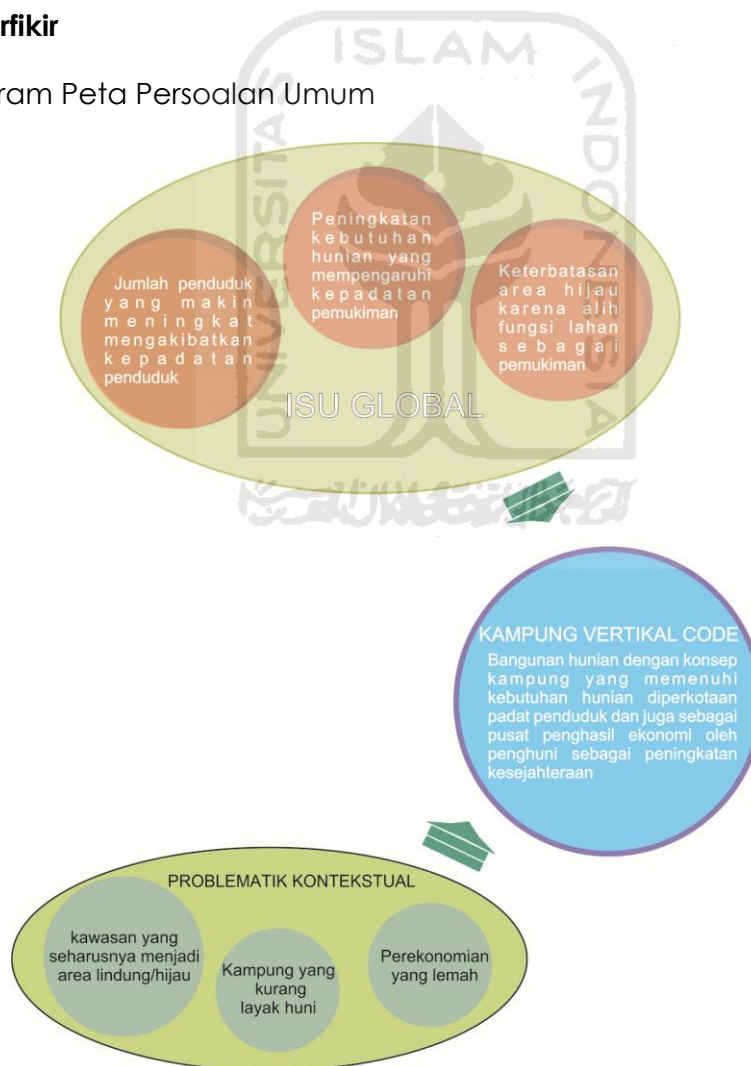 rfikir
ISLAM
UNIVERSITAS
INDONESIA
ram Peta Persoalan Umum
Peningkatan
kebutuhan
hunian yang
mempengaruhi
kepadatan
pemukiman
Jumlah penduduk
yang makin
meningkat
mengakibatkan
kepadatan
penduduk
Keterbatasan
area hijau
karena alih
fungsi lahan
sebagai
pemukiman
ISU GLOBAL
KAMPUNG VERTIKAL CODE
Bangunan hunian dengan konsep
kampung yang memenuhi
kebutuhan hunian diperkotaan
padat penduduk dan juga sebagai
pusat penghasil ekonomi oleh
penghuni sebagai peningkatan
kesejahteraan
PROBLEMATIK KONTEKSTUAL
kawasan yang
seharusnya menjadi
area lindung/hijau
Kampung yang
kurang
layak huni
Perekonomian
yang lemah